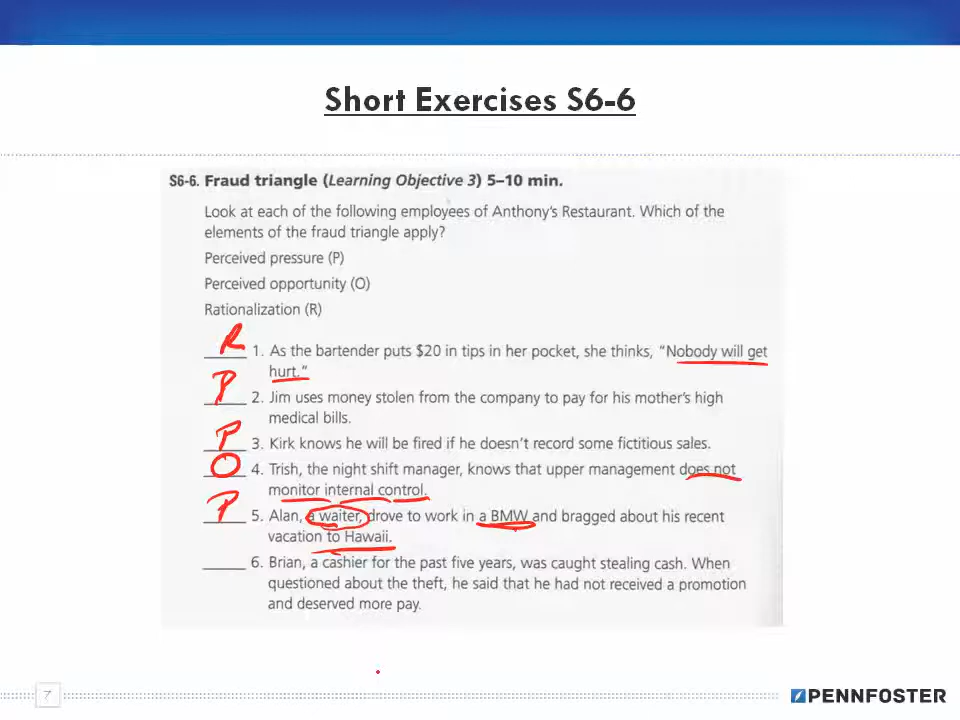 Short Exercises S6-6
S6-6. Fraud triangle (Learning Objective 3) 5–10 min.
Look at each of the following employees of Anthony's Restaurant. Which of the
elements of the fraud triangle apply?
Perceived pressure (P)
Perceived opportunity (O)
Rationalization (R)
R 1. As the bartender puts $20 in tips in her pocket, she thinks, "Nobody will get
hurt."
P 2. Jim uses money stolen from the company to pay for his mother's high
medical bills.
P 3. Kirk knows he will be fired if he doesn't record some fictitious sales.
O 4. Trish, the night shift manager, knows that upper management does not
monitor internal control.
P 5. Alan, a waiter, drove to work in a BMW and bragged about his recent
vacation to Hawaii.
____ 6. Brian, a cashier for the past five years, was caught stealing cash. When
questioned about the theft, he said that he had not received a promotion
and deserved more pay.
7
PENNFOSTER